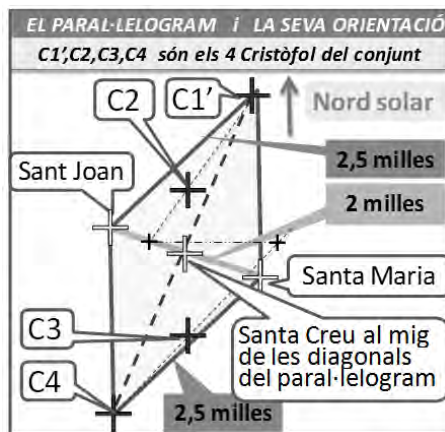 EL PARAL·LELOGRAM i LA SEVA ORIENTACIÓ
C1',C2,C3,C4 són els 4 Cristòfol del conjunt
C2
C1'
Nord solar
2,5 milles
Sant Joan
2 milles
Santa Maria
C3
Santa Creu al mig
de les diagonals
del paral·lelogram
C4
2,5 milles